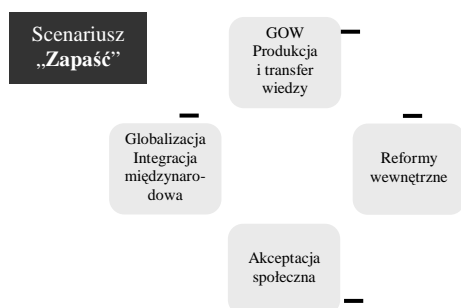 Scenariusz
„Zapaść”
GOW
Produkcja
i transfer
wiedzy
Globalizacja
Integracja
międzynaro-
dowa
Reformy
wewnętrzne
Akceptacja
społeczna